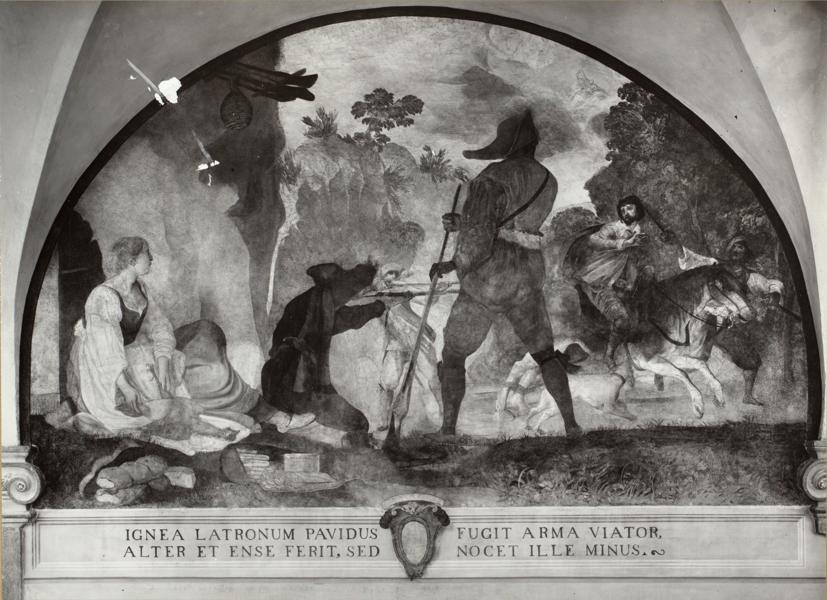 IGNEA LATRONUM PAVIDUS FUGIT ARMA VIATOR,
ALTER ET ENSE FERIT, SED NOCET ILLE MINUS.